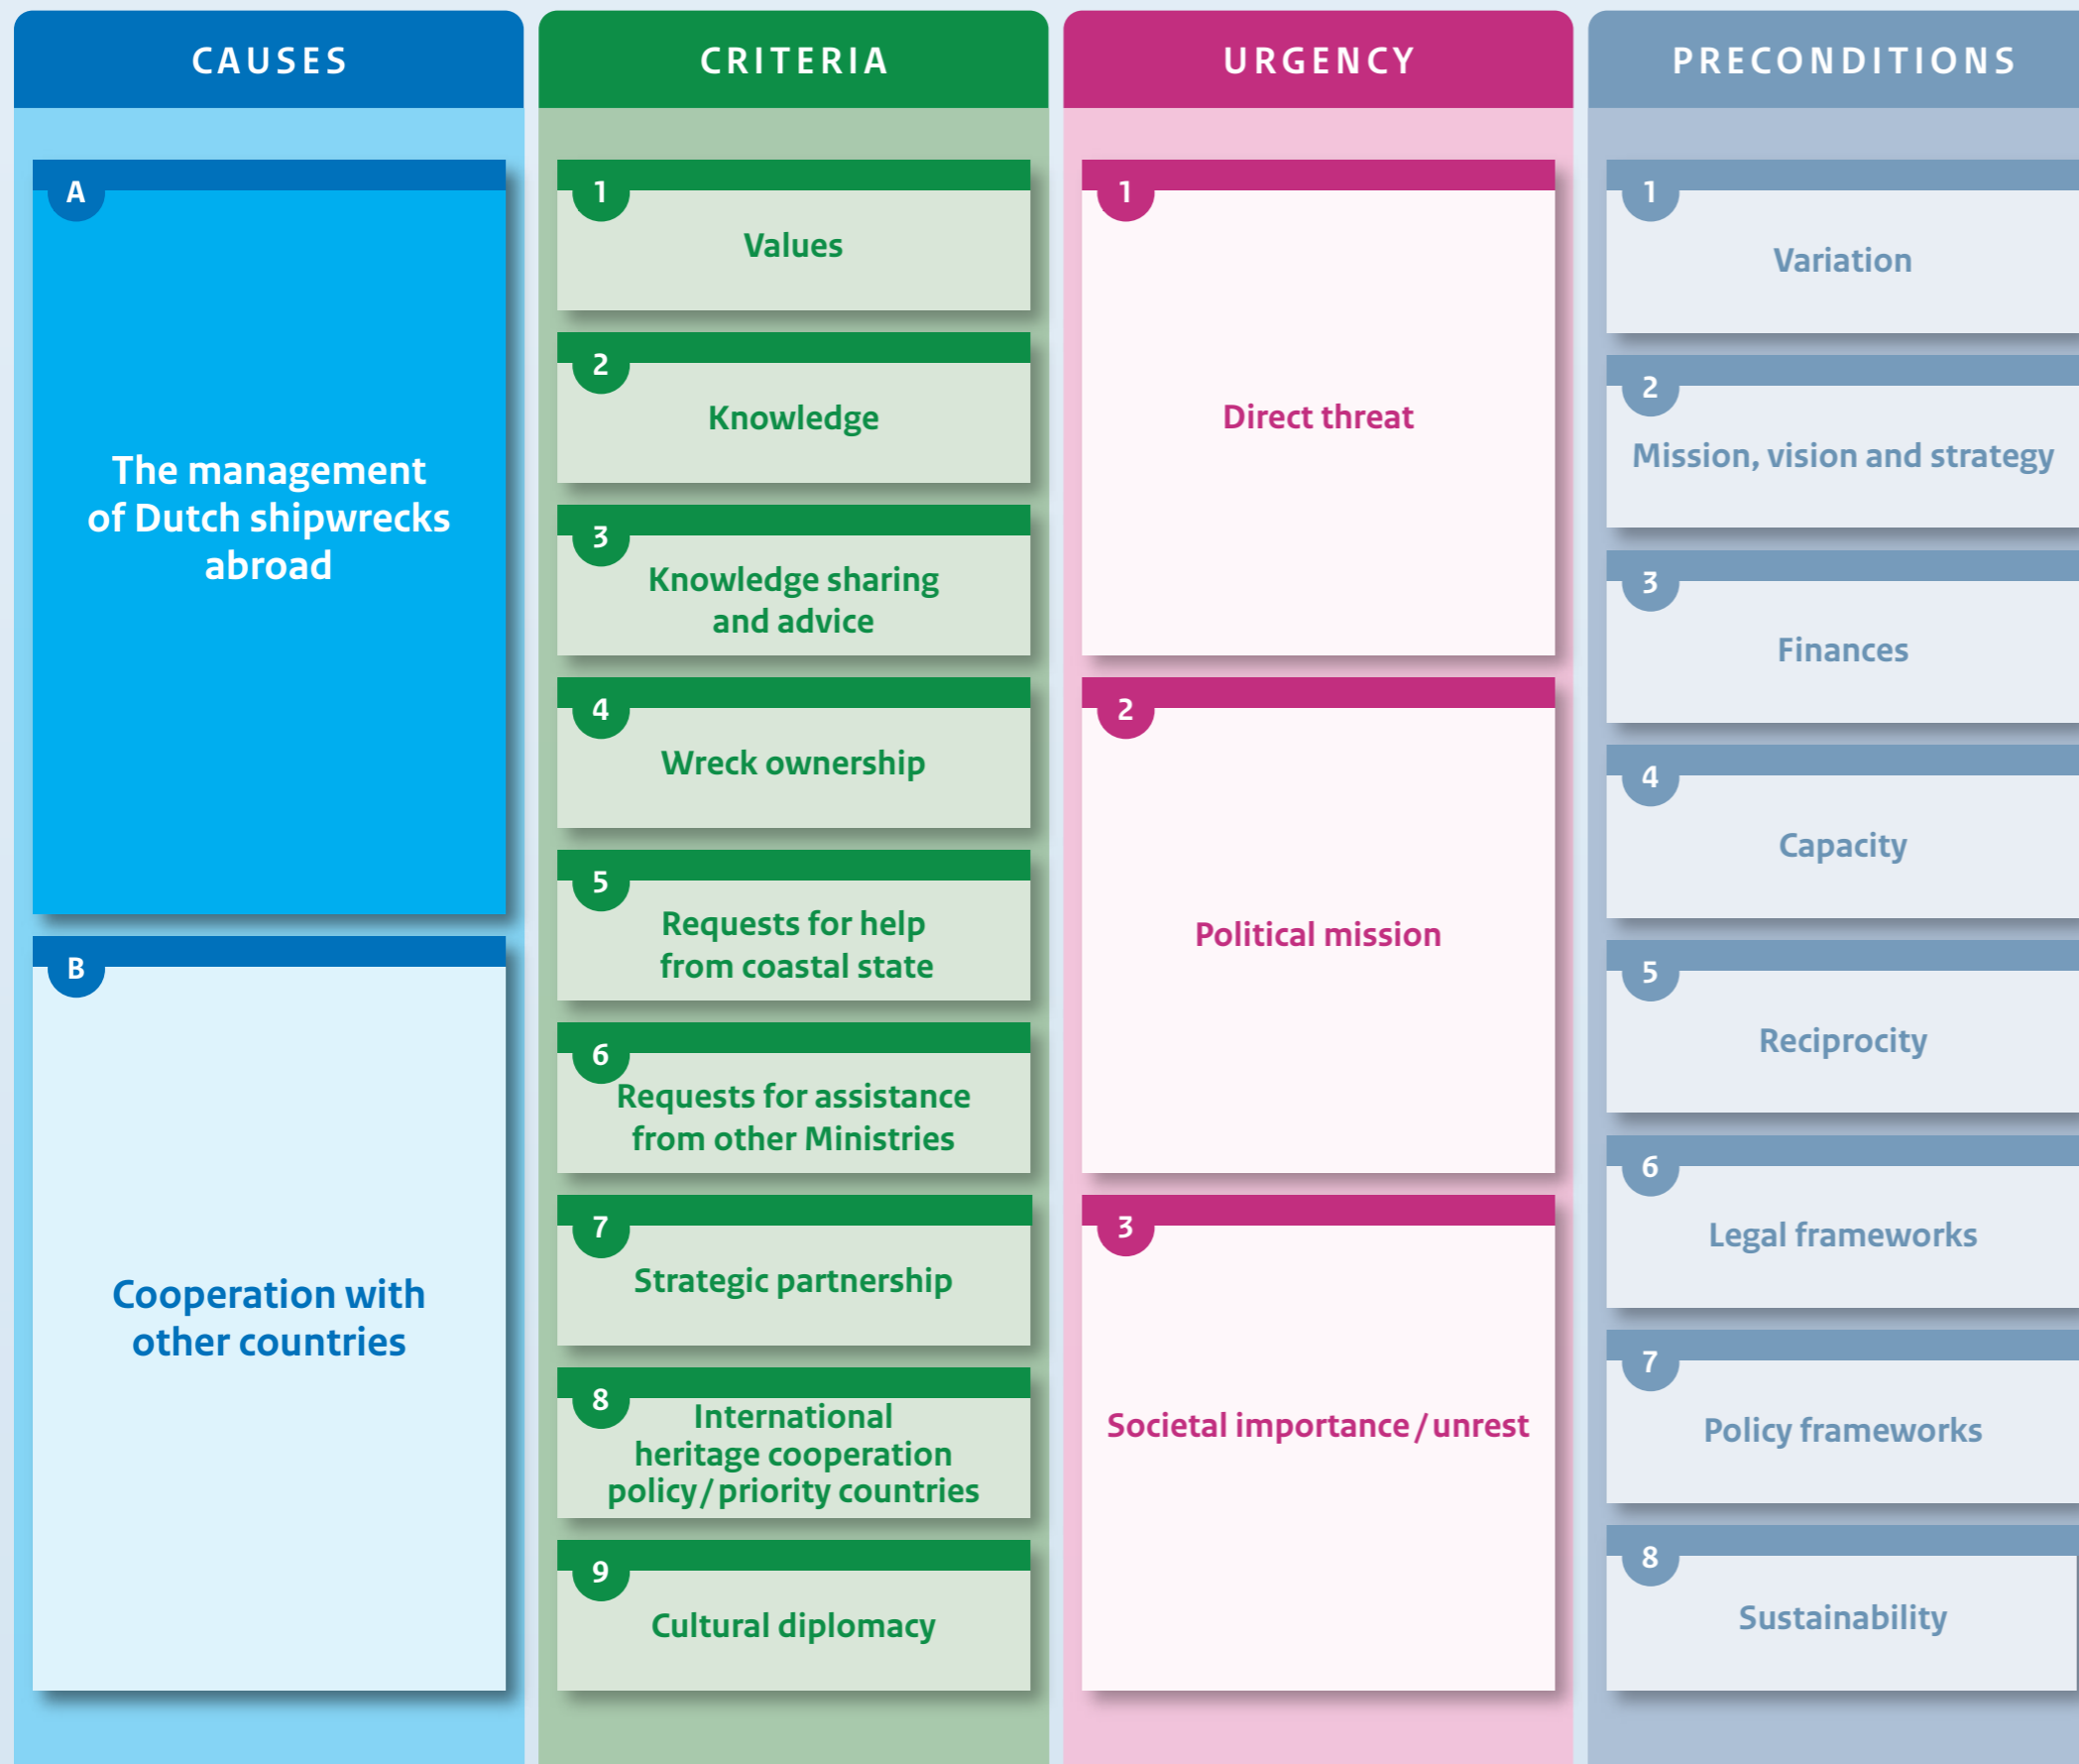 CAUSES
A
The management
of Dutch shipwrecks
abroad
B
Cooperation with
other countries
CRITERIA
1
Values
2
Knowledge
3
Knowledge sharing
and advice
4
Wreck ownership
5
Requests for help
from coastal state
6
Requests for assistance
from other Ministries
7
Strategic partnership
8
International
heritage cooperation
policy / priority countries
9
Cultural diplomacy
URGENCY
1
Direct threat
2
Political mission
3
Societal importance / unrest
PRECONDITIONS
1
Variation
2
Mission, vision and strategy
3
Finances
4
Capacity
5
Reciprocity
6
Legal frameworks
7
Policy frameworks
8
Sustainability